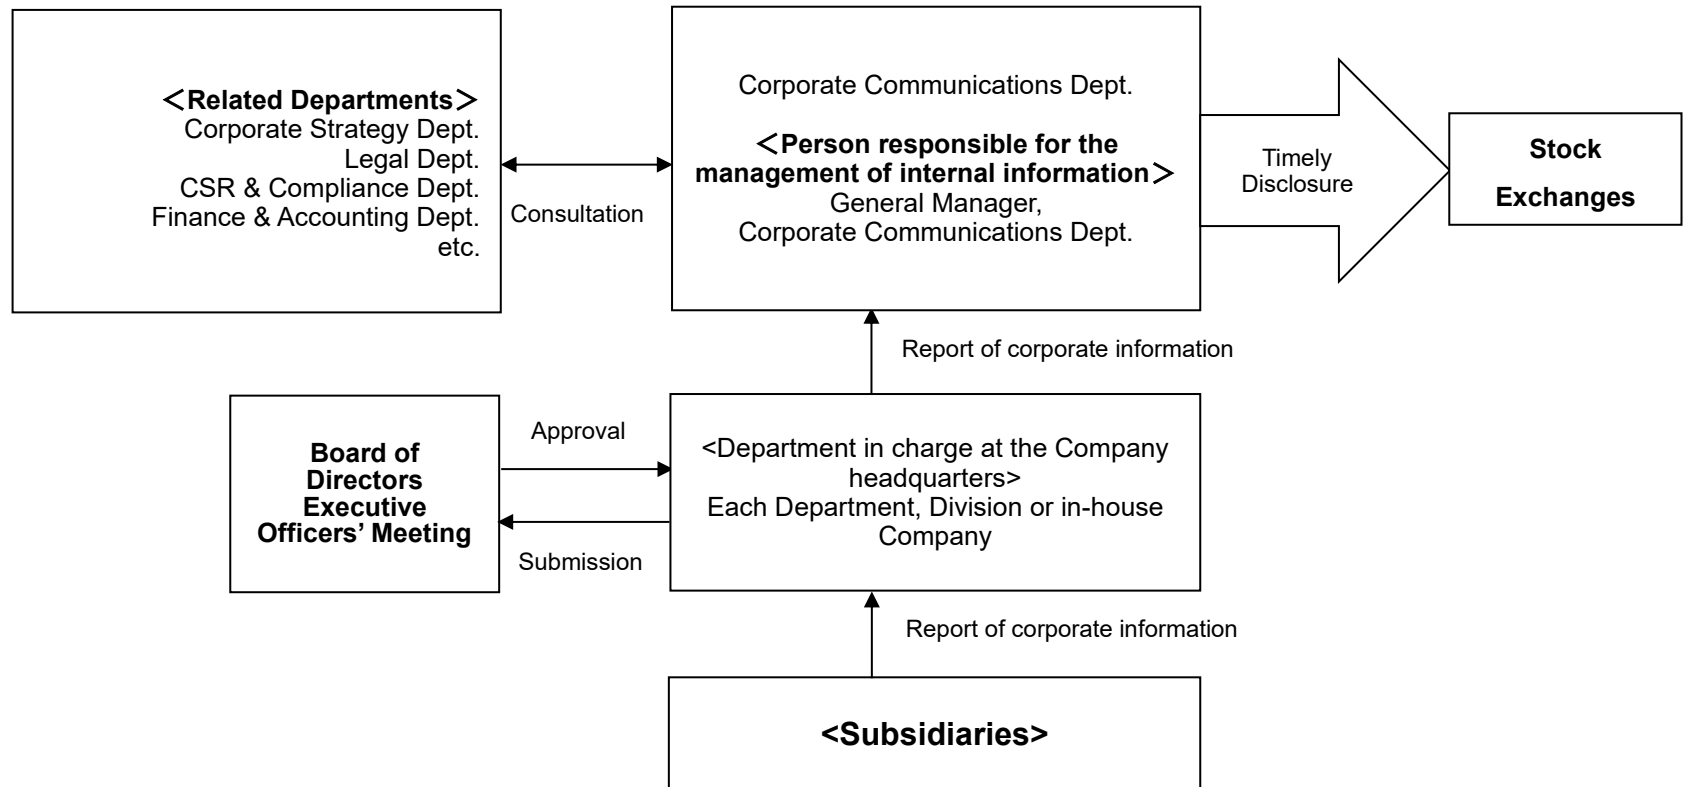 ＜Related Departments＞
Corporate Strategy Dept.
Legal Dept.
CSR & Compliance Dept.
Finance & Accounting Dept.
etc.
Consultation
Corporate Communications Dept.
＜Person responsible for the
management of internal information＞
General Manager,
Corporate Communications Dept.
Timely
Disclosure
Stock
Exchanges
Report of corporate information
Board of
Directors
Executive
Officers’ Meeting
Approval
Submission
<Department in charge at the Company
headquarters>
Each Department, Division or in-house
Company
Report of corporate information
<Subsidiaries>